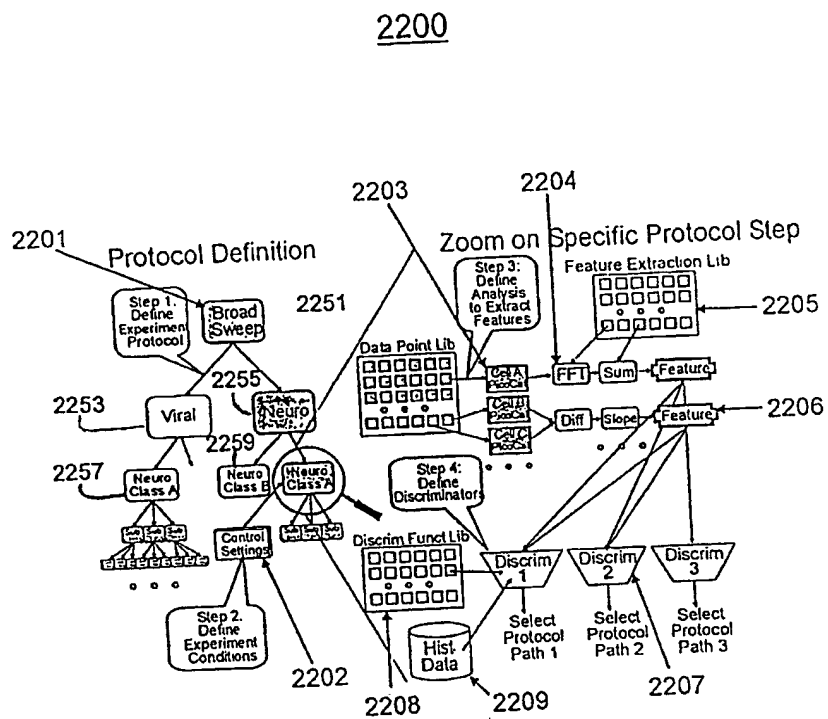 2200
2203
2204
2201
Protocol Definition
Zoom on Specific Protocol Step
Step 1.
Define
Experiment
Protocol
Broad
Sweep
2251
Step 3:
Define
Analysis
to Extract
Features
Feature Extraction Lib
2205
Data Point Lib
2255
2253
Viral
Neuro
Cell A
FFT
Sum
Feature
2206
Cell B
Cell C
Diff
Slope
Feature
2259
2257
Neuro
Class A
Neuro
Class B
Neuro
Class A
Step 4:
Define
Discriminators
Control
Settings
Discrim Funct Lib
Discrim
1
Discrim
2
Discrim
3
Step 2.
Define
Experiment
Conditions
Select
Protocol
Path 1
Select
Protocol
Path 2
Select
Protocol
Path 3
Hist.
Data
2202
2208
2209
2207